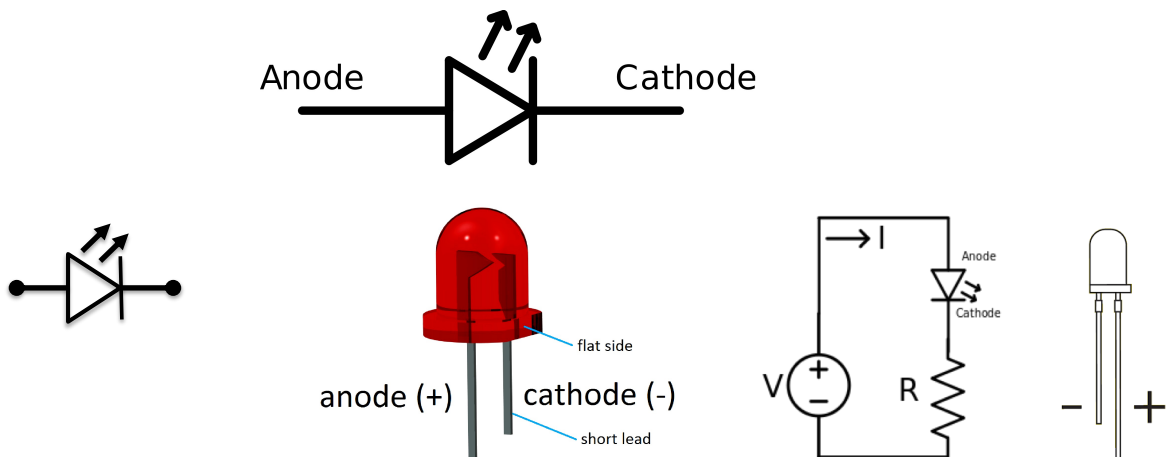 Anode
Cathode
I
Anode
Cathode
flat side
anode (+)
cathode (-)
short lead
V
+
−
R
−
+